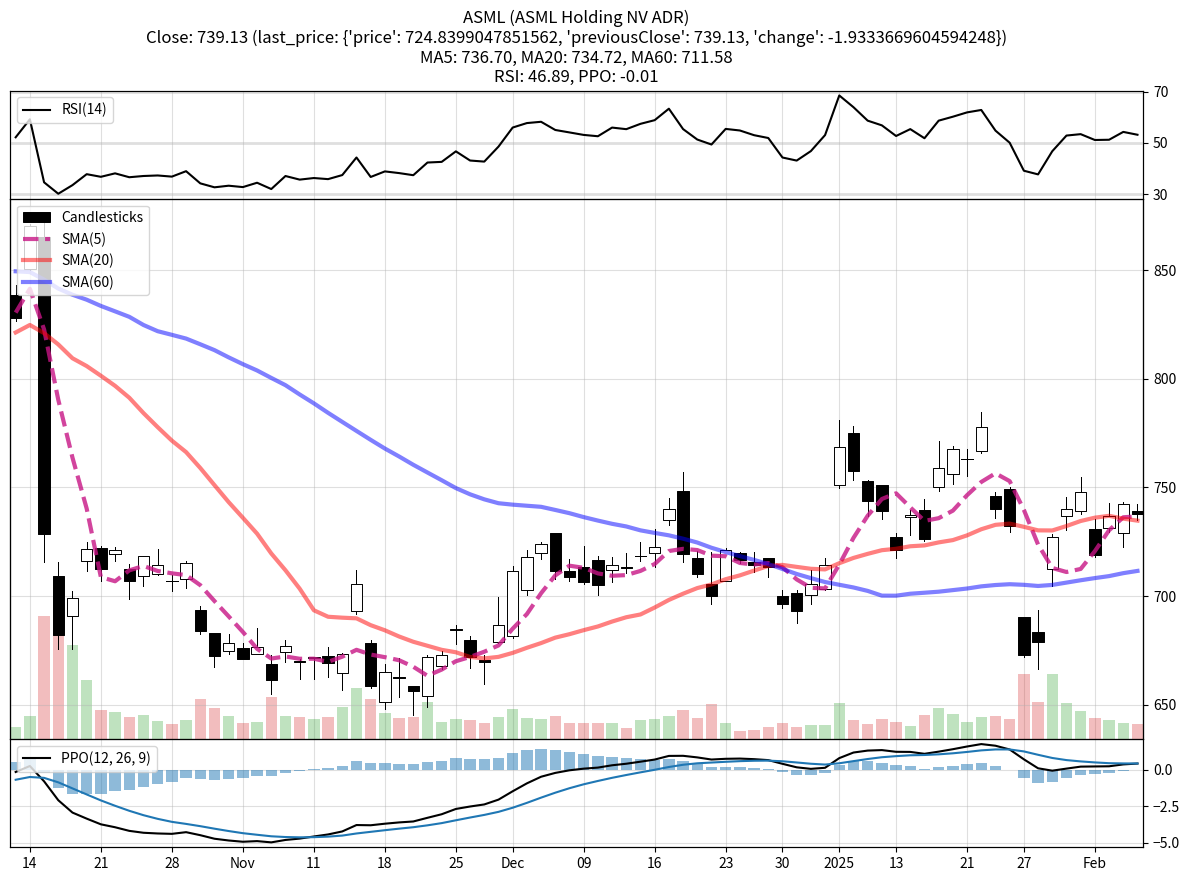 ASML (ASML Holding NV ADR)
Close: 739.13 (last_price: {'price': 724.8399047851562, 'previousClose': 739.13, 'change': -1.9333669604594248})
MA5: 736.70, MA20: 734.72, MA60: 711.58
RSI: 46.89, PPO: -0.01
RSI(14)
70
50
30
Candlesticks
SMA(5)
SMA(20)
SMA(60)
850
800
750
700
650
PPO(12, 26, 9)
0.0
−2.5
−5.0
14 21 28 Nov 11 18 25 Dec 09 16 23 30 2025 13 21 27 Feb